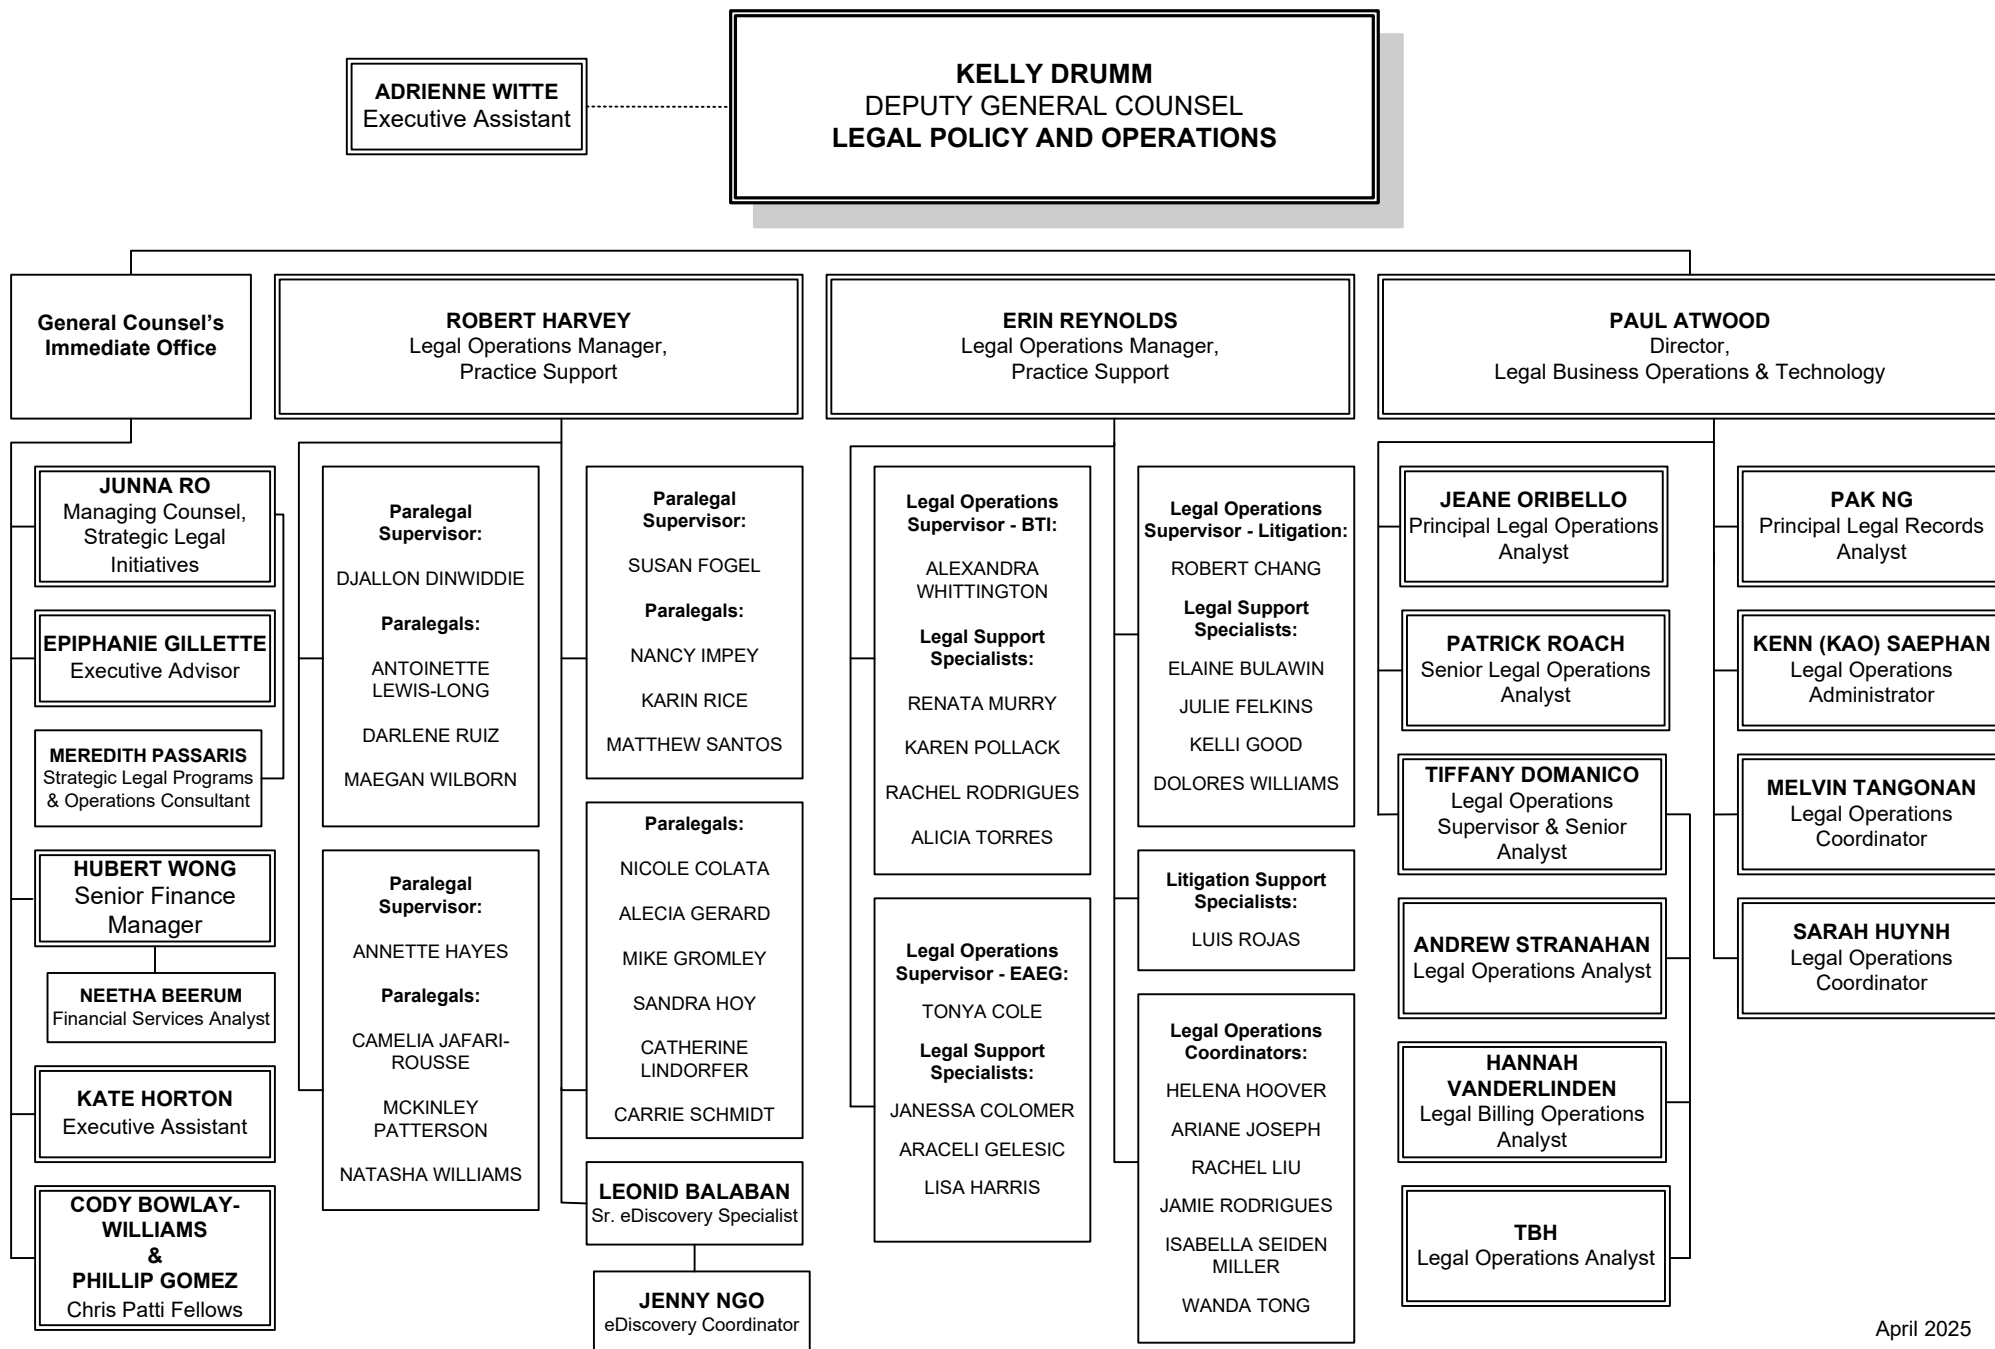 ADRIENNE WITTE
Executive Assistant
KELLY DRUMM
DEPUTY GENERAL COUNSEL
LEGAL POLICY AND OPERATIONS
General Counsel's
Immediate Office
JUNNA RO
Managing Counsel,
Strategic Legal
Initiatives
EPIPHANIE GILLETTE
Executive Advisor
MEREDITH PASSARIS
Strategic Legal Programs
& Operations Consultant
HUBERT WONG
Senior Finance
Manager
NEETHA BEERUM
Financial Services Analyst
KATE HORTON
Executive Assistant
CODY BOWLAY-
WILLIAMS
&
PHILLIP GOMEZ
Chris Patti Fellows
ROBERT HARVEY
Legal Operations Manager,
Practice Support
Paralegal
Supervisor:
DJALLON DINWIDDIE
Paralegals:
ANTOINETTE
LEWIS-LONG
DARLENE RUIZ
MAEGAN WILBORN
Paralegal
Supervisor:
ANNETTE HAYES
Paralegals:
CAMELIA JAFARI-
ROUSSE
MCKINLEY
PATTERSON
NATASHA WILLIAMS
Paralegal
Supervisor:
SUSAN FOGEL
Paralegals:
NANCY IMPEY
KARIN RICE
MATTHEW SANTOS
Paralegals:
NICOLE COLATA
ALECIA GERARD
MIKE GROMLEY
SANDRA HOY
CATHERINE
LINDORFER
CARRIE SCHMIDT
LEONID BALABAN
Sr. eDiscovery Specialist
JENNY NGO
eDiscovery Coordinator
ERIN REYNOLDS
Legal Operations Manager,
Practice Support
Legal Operations
Supervisor - BTI:
ALEXANDRA
WHITTINGTON
Legal Support
Specialists:
RENATA MURRY
KAREN POLLACK
RACHEL RODRIGUES
ALICIA TORRES
Legal Operations
Supervisor - EAEG:
TONYA COLE
Legal Support
Specialists:
JANESSA COLOMER
ARACELI GELESIC
LISA HARRIS
Legal Operations
Supervisor - Litigation:
ROBERT CHANG
Legal Support
Specialists:
ELAINE BULAWIN
JULIE FELKINS
KELLI GOOD
DOLORES WILLIAMS
Litigation Support
Specialists:
LUIS ROJAS
Legal Operations
Coordinators:
HELENA HOOVER
ARIANE JOSEPH
RACHEL LIU
JAMIE RODRIGUES
ISABELLA SEIDEN
MILLER
WANDA TONG
PAUL ATWOOD
Director,
Legal Business Operations & Technology
JEANE ORIBELLO
Principal Legal Operations
Analyst
PATRICK ROACH
Senior Legal Operations
Analyst
TIFFANY DOMANICO
Legal Operations
Supervisor & Senior
Analyst
ANDREW STRANAHAN
Legal Operations Analyst
HANNAH
VANDERLINDEN
Legal Billing Operations
Analyst
TBH
Legal Operations Analyst
PAK NG
Principal Legal Records
Analyst
KENN (KAO) SAEPHAN
Legal Operations
Administrator
MELVIN TANGONAN
Legal Operations
Coordinator
SARAH HUYNH
Legal Operations
Coordinator
April 2025